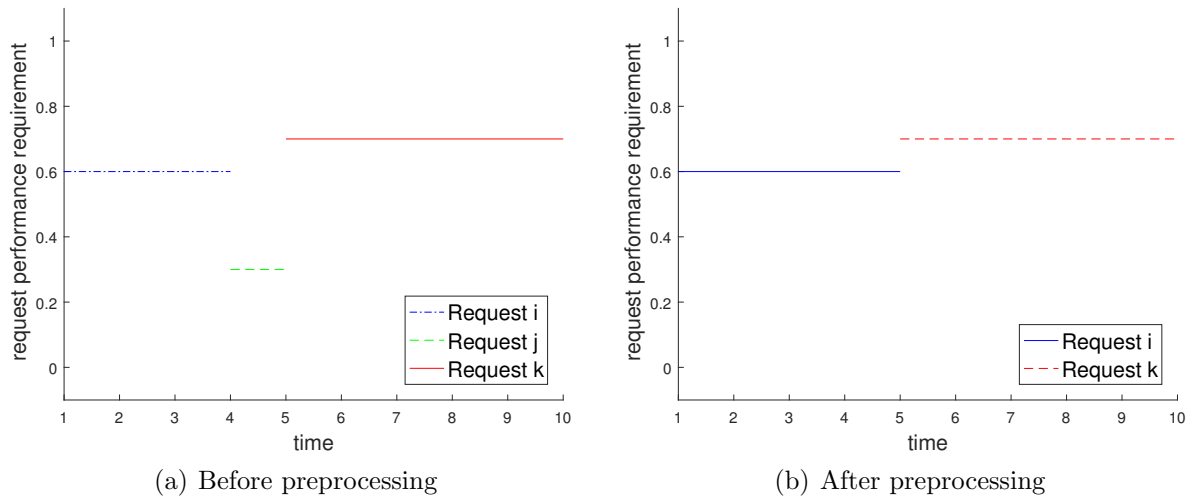 request performance requirement
1
0.8
0.6
0.4
0.2
0
Request i
Request j
Request k
1 2 3 4 5 6 7 8 9 10
time
(a) Before preprocessing
request performance requirement
1
0.8
0.6
0.4
0.2
0
Request i
Request k
1 2 3 4 5 6 7 8 9 10
time
(b) After preprocessing